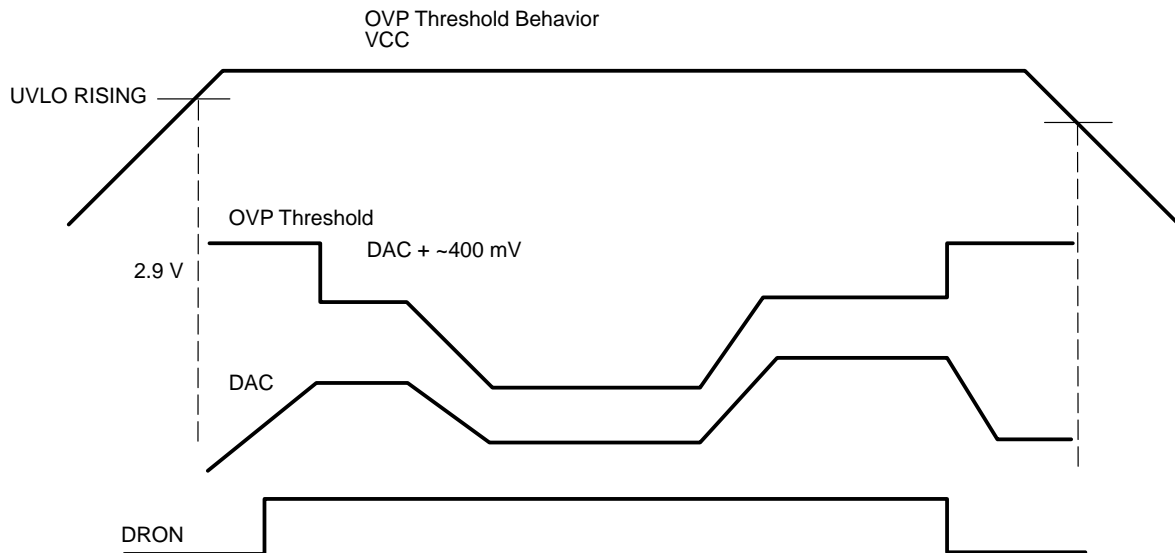 OVP Threshold Behavior
VCC
UVLO RISING
OVP Threshold
DAC + ~400 mV
2.9 V
DAC
DRON